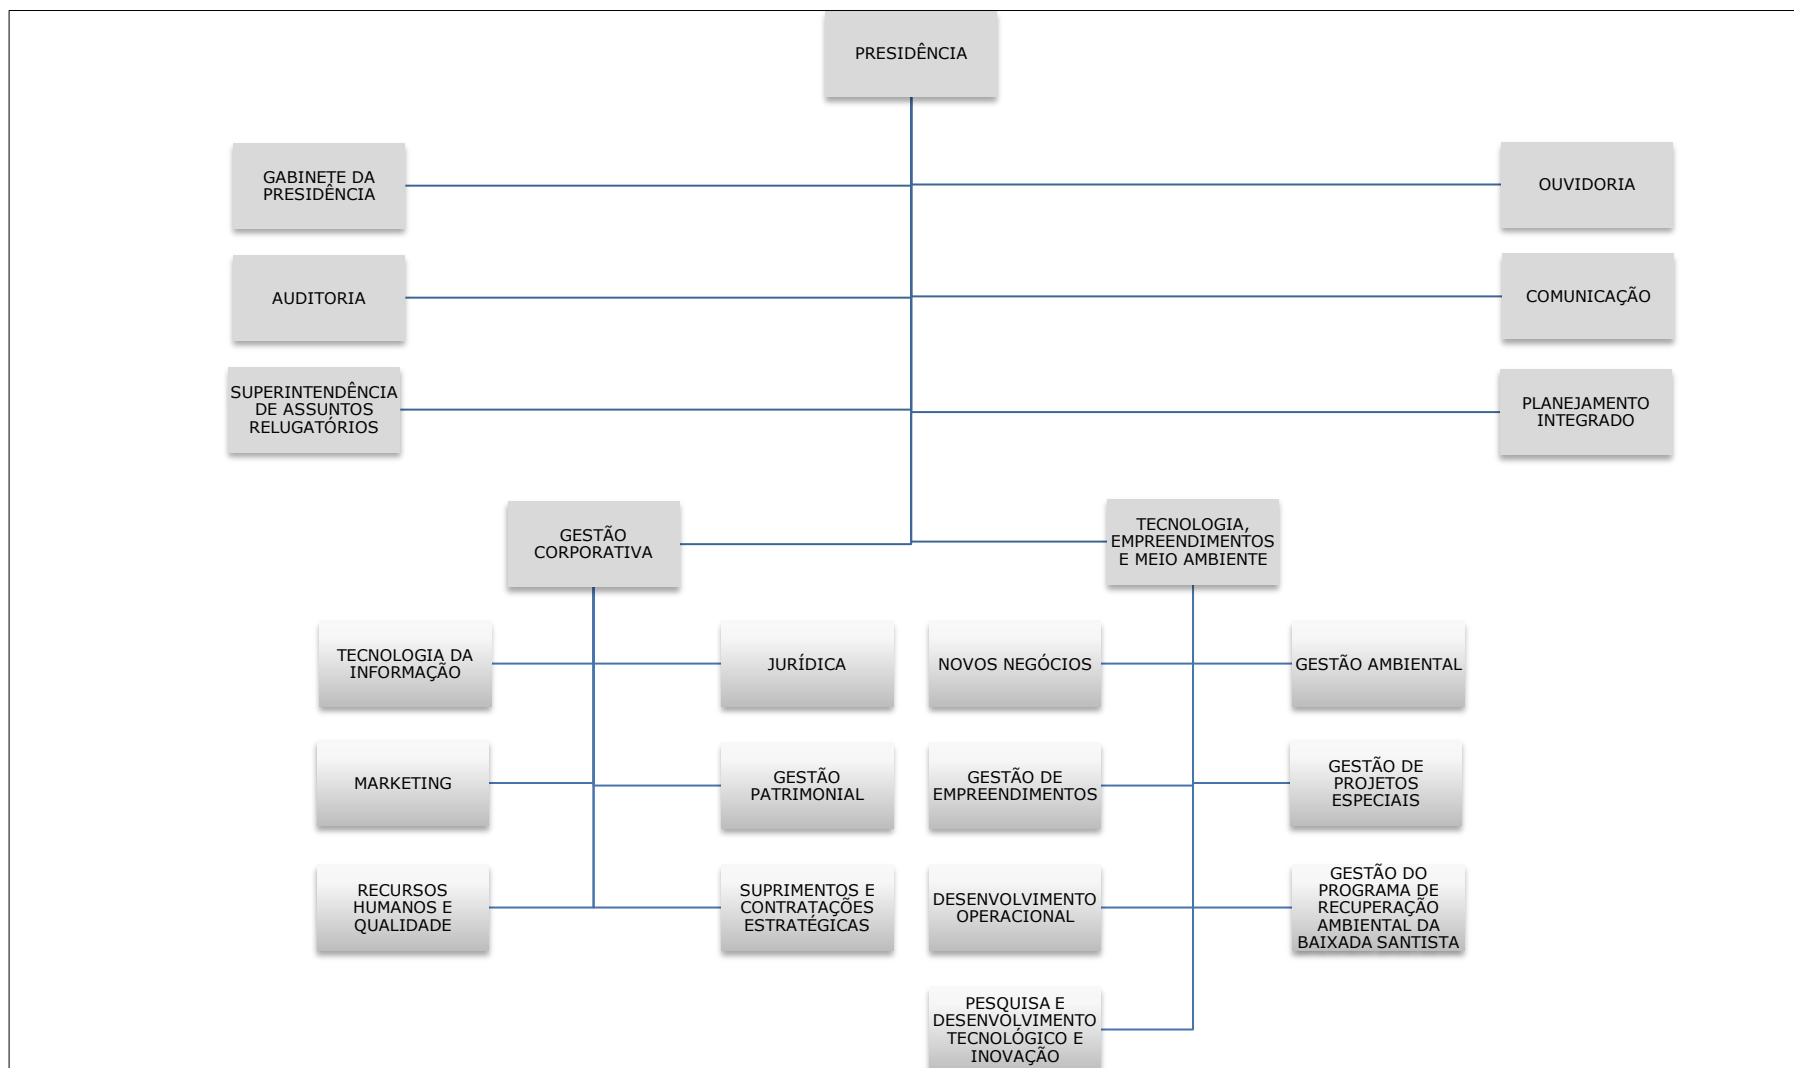 PRESIDÊNCIA
GABINETE DA
PRESIDÊNCIA
OUVIDORIA
AUDITORIA
COMUNICAÇÃO
SUPERINTENDÊNCIA
DE ASSUNTOS
RELUGATÓRIOS
PLANEJAMENTO
INTEGRADO
GESTÃO
CORPORATIVA
TECNOLOGIA,
EMPREENDIMENTOS
E MEIO AMBIENTE
TECNOLOGIA DA
INFORMAÇÃO
JURÍDICA
NOVOS NEGÓCIOS
GESTÃO AMBIENTAL
MARKETING
GESTÃO
PATRIMONIAL
GESTÃO DE
EMPREENDIMENTOS
GESTÃO DE
PROJETOS
ESPECIAIS
RECURSOS
HUMANOS E
QUALIDADE
SUPRIMENTOS E
CONTRATAÇÕES
ESTRATÉGICAS
DESENVOLVIMENTO
OPERACIONAL
GESTÃO DO
PROGRAMA DE
RECUPERAÇÃO
AMBIENTAL DA
BAIXADA SANTISTA
PESQUISA E
DESENVOLVIMENTO
TECNOLÓGICO E
INOVAÇÃO